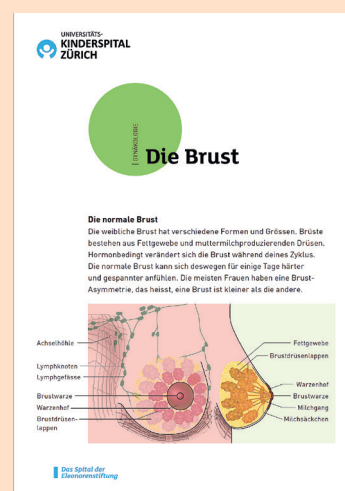 UNIVERSITÄTS-
KINDERSPITAL
ZÜRICH
| GYNÄKOLOGIE
Die Brust
Die normale Brust
Die weibliche Brust hat verschiedene Formen und Grössen. Brüste
bestehen aus Fettgewebe und muttermilchproduzierenden Drüsen.
Hormonbedingt verändert sich die Brust während deines Zyklus.
Die normale Brust kann sich deswegen für einige Tage härter
und gespannter anfühlen. Die meisten Frauen haben eine Brust-
Asymmetrie, das heisst, eine Brust ist kleiner als die andere.
Achselhöhle
Lymphknoten
Lymphgefässe
Brustwarze
Warzenhof
Brustdrüsen-
lappen
Fettgewebe
Brustdrüsenlappen
Warzenhof
Brustwarze
Milchgang
Milchsäckchen
Das Spital der
Eleonorenstiftung